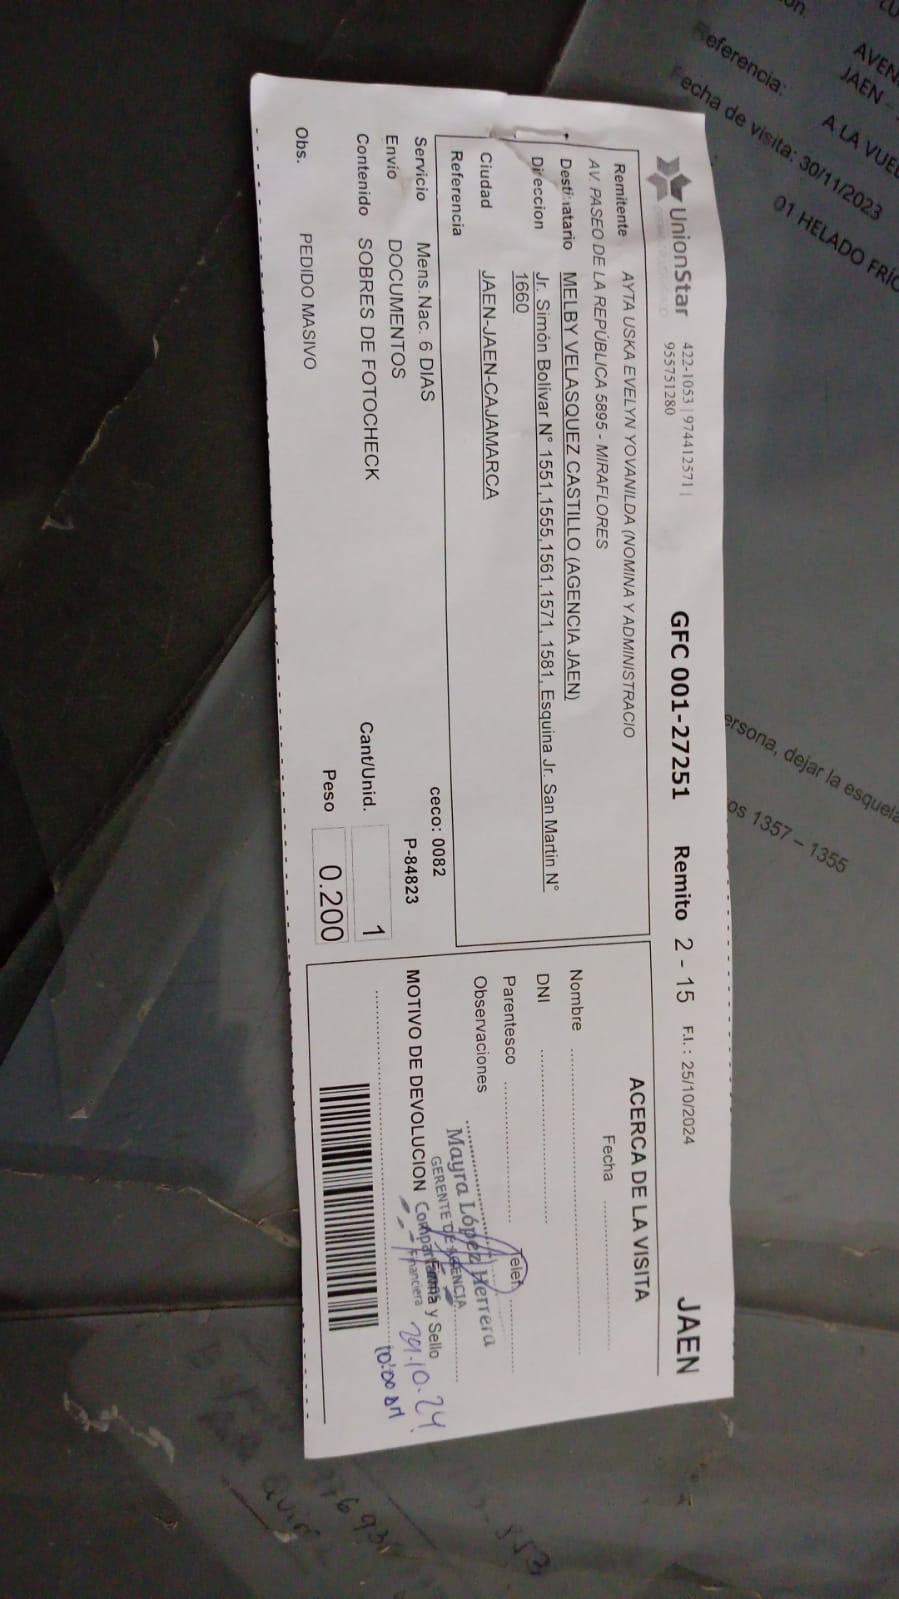 UnionStar
422-1053 | 974412571 |
955751280
GFC 001-27251 Remito 2 - 15 F.I.: 25/10/2024 JAEN
Remitente AYTA USKA EVELYN YOVANILDA (NOMINA Y ADMINISTRACIO
AV. PASEO DE LA REPÚBLICA 5895 - MIRAFLORES
Destinatario MELBY VELASQUEZ CASTILLO (AGENCIA JAEN)
Direccion Jr. Simón Bolívar N° 1551,1555,1561,1571, 1581, Esquina Jr. San Martin N°
1660
Ciudad JAEN-JAEN-CAJAMARCA
Referencia
Servicio Mens.Nac. 6 DIAS ceco: 0082
Envio DOCUMENTOS P-84823
Contenido SOBRES DE FOTOCHECK Cant/Unid. 1
Peso 0.200
Obs. PEDIDO MASIVO
ACERCA DE LA VISITA
Fecha
Nombre
DNI
Parentesco Telef
Observaciones
Mayra López Herrera
GERENTE DE AGENCIA
MOTIVO DE DEVOLUCION Firma y Sello
Financiera
29.10.24
10:00 AM
Referencia:
Fecha de visita: 30/11/2023
AVEN
JAEN -
A LA VUEL
01 HELADO FRÍO
ersona, dejar la esquela
os 1357 – 1355